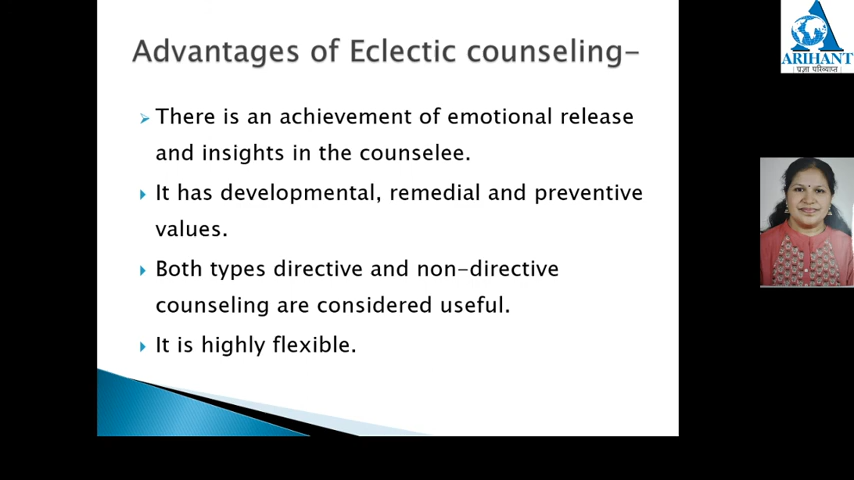 Advantages of Eclectic counseling-
There is an achievement of emotional release
and insights in the counselee.
It has developmental, remedial and preventive
values.
Both types directive and non-directive
counseling are considered useful.
It is highly flexible.
ARIHANT
| प्रज्ञा परिव्याप्त |